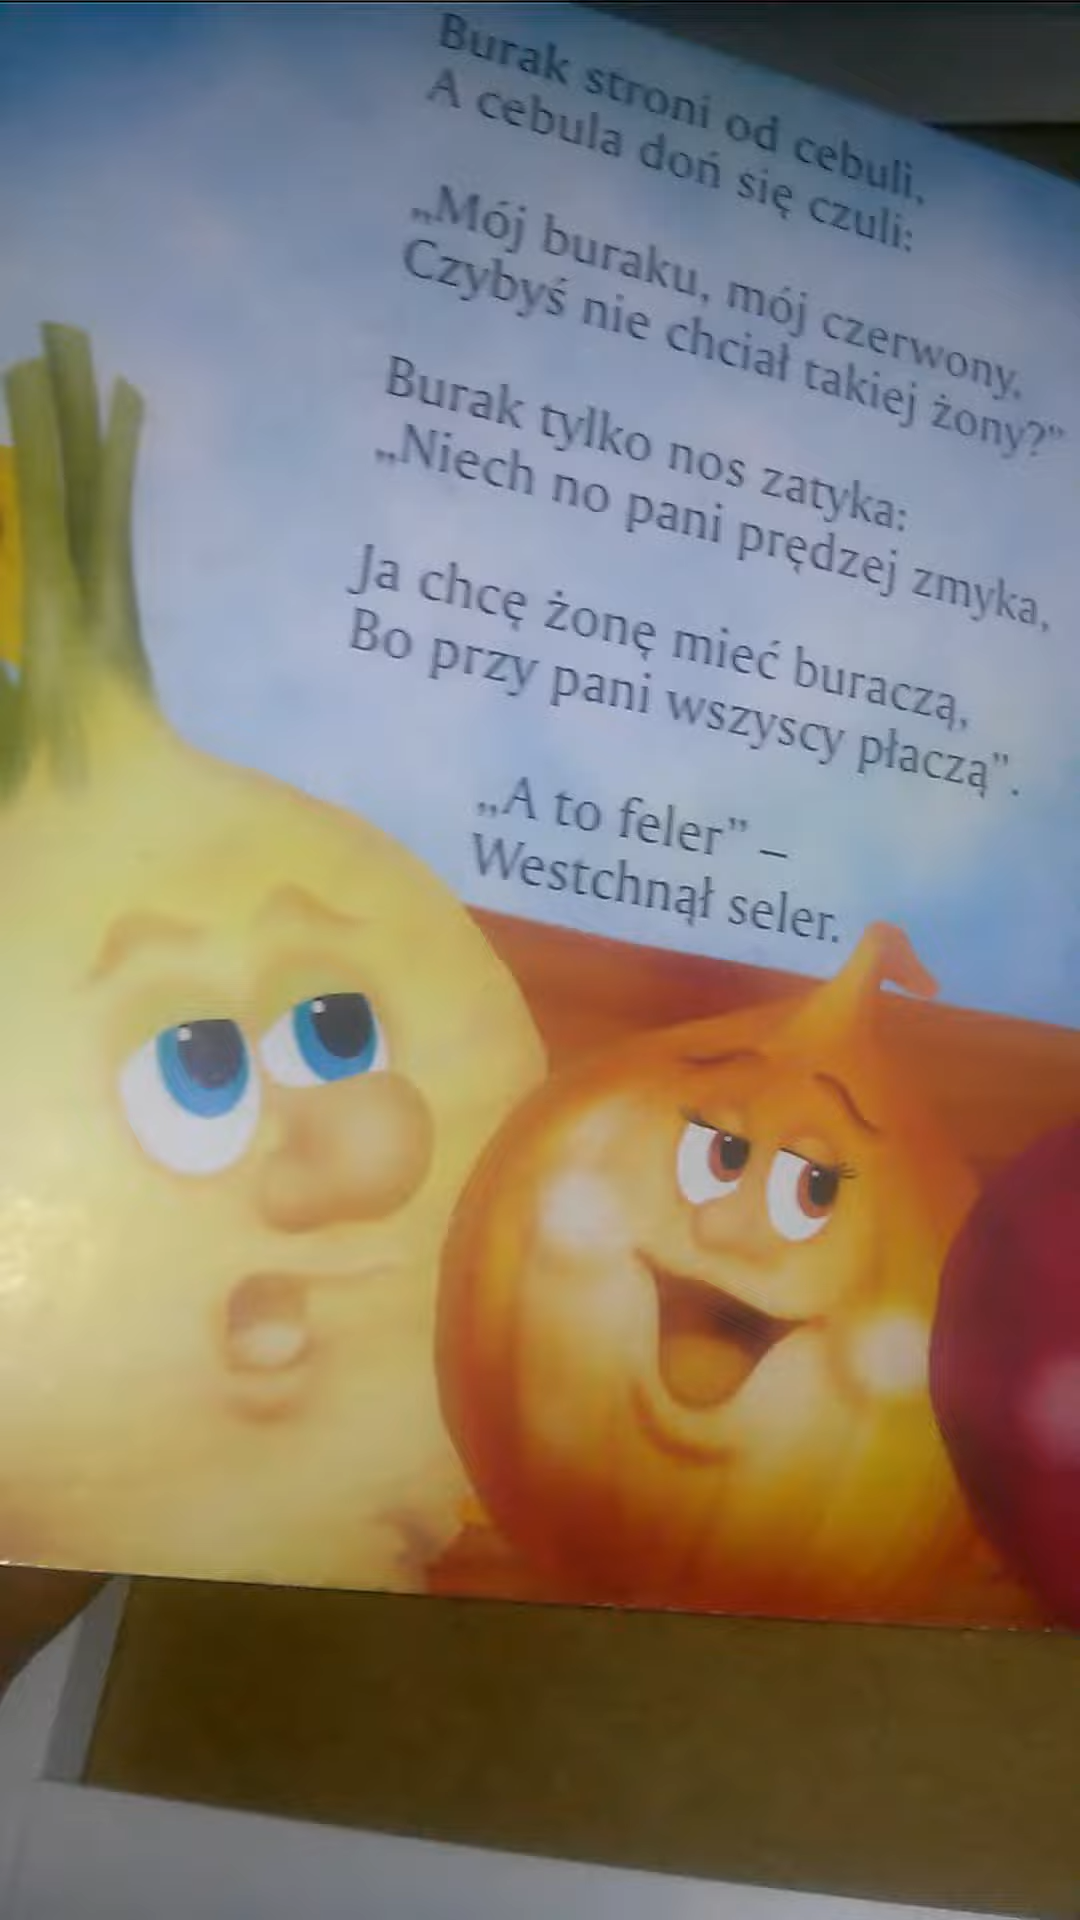 Burak stroni od cebuli,
A cebula doń się czuli:
„Mój buraku, mój czerwony,
Czybyś nie chciał takiej żony?”
Burak tylko nos zatyka:
„Niech no pani prędzej zmyka,
Ja chcę żonę mieć buraczą,
Bo przy pani wszyscy płaczą”.
„A to feler” –
Westchnął seler.